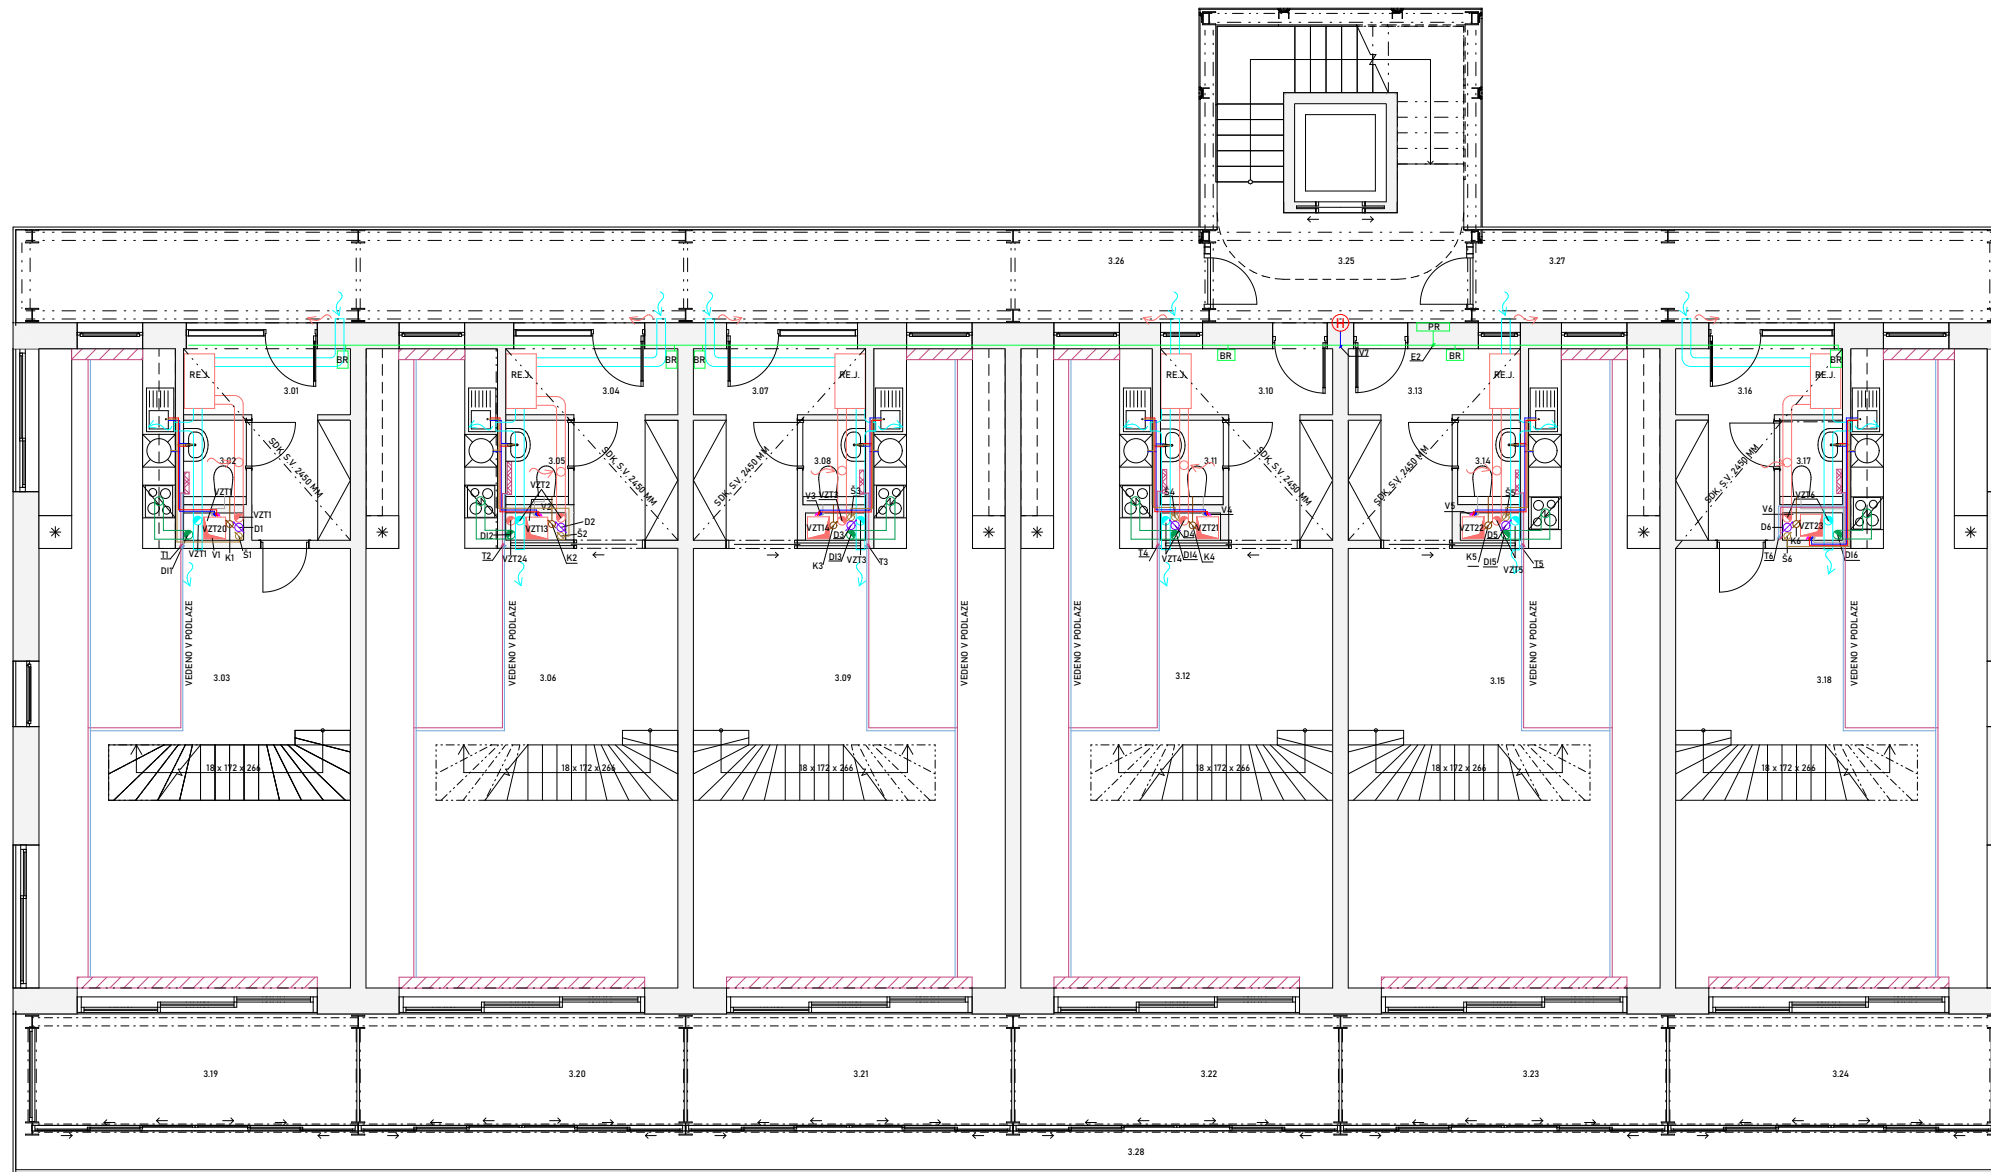 3.26
3.25
3.27
H
PR
BR
BR
BR
BR
V7
E2
BR
BR
RE.J.
3.01
RE.J.
3.04
3.07
RE.J.
RE.J.
3.10
3.13
RE.J.
3.16
RE.J.
SDK, S.V. 2450 MM
SDK, S.V. 2450 MM
SDK, S.V. 2450 MM
SDK, S.V. 2450 MM
SDK, S.V. 2450 MM
SDK, S.V. 2450 MM
3.02
3.05
3.08
3.11
3.14
3.17
VZT1
VZT1
VZT20
D1
T1
DI1
VZT1
V1
K1
Š1
VZT2
V2
VZT13
D2
Š2
DI2
T2
VZT24
K2
V3
VZT3
Š3
VZT14
D3
K3
DI3
VZT3
T3
Š4
V4
VZT21
D4
T4
VZT4
DI4
K4
V5
Š5
VZT22
D5
K5
DI5
VZT5
T5
VZT6
V6
D6
VZT23
K6
T6
Š6
DI6
VEDENO V PODLAZE
VEDENO V PODLAZE
VEDENO V PODLAZE
VEDENO V PODLAZE
VEDENO V PODLAZE
VEDENO V PODLAZE
3.03
3.06
3.09
3.12
3.15
3.18
18 x 172 x 266
18 x 172 x 266
18 x 172 x 266
18 x 172 x 266
18 x 172 x 266
18 x 172 x 266
3.19
3.20
3.21
3.22
3.23
3.24
3.28